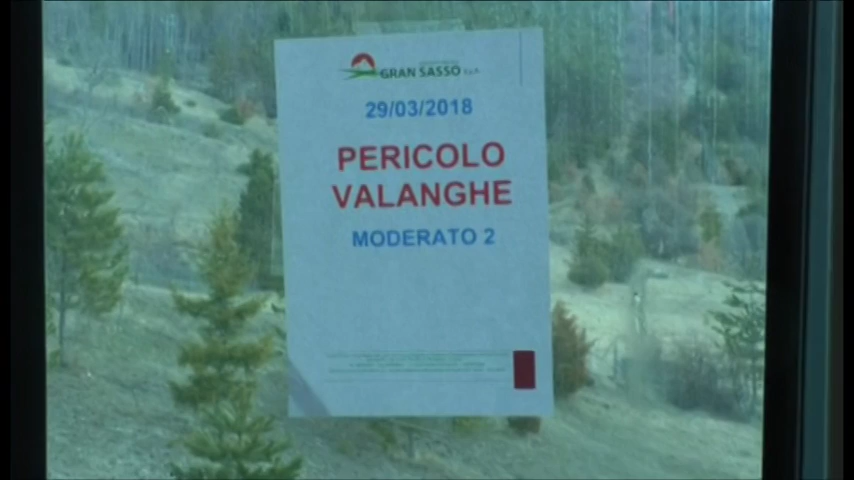 GRAN SASSO S.p.A.
29/03/2018
PERICOLO
VALANGHE
MODERATO 2